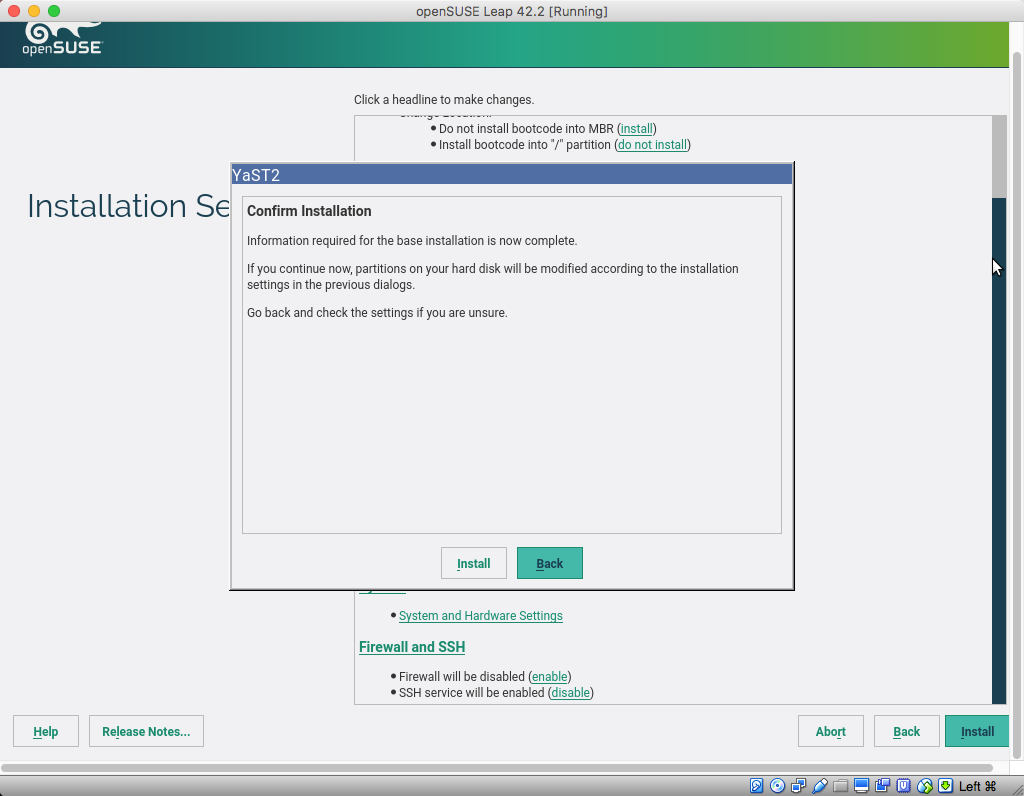 openSUSE Leap 42.2 [Running]
openSUSE
Click a headline to make changes.
Change Location:
Do not install bootcode into MBR (install)
Install bootcode into "/" partition (do not install)
Installation Se
YaST2
Confirm Installation
Information required for the base installation is now complete.
If you continue now, partitions on your hard disk will be modified according to the installation
settings in the previous dialogs.
Go back and check the settings if you are unsure.
Install Back
System and Hardware Settings
Firewall and SSH
Firewall will be disabled (enable)
SSH service will be enabled (disable)
Help Release Notes... Abort Back Install
Left ⌘